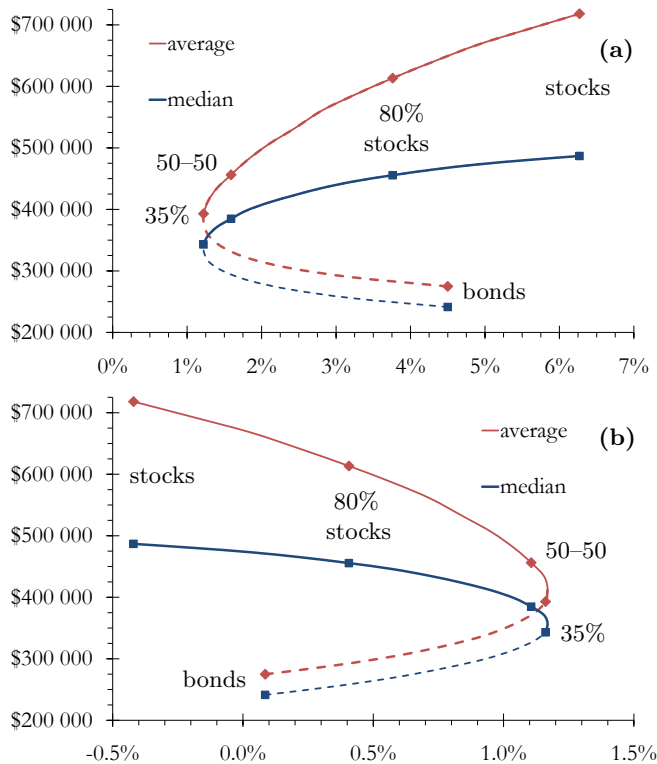 $700 000
average
(a)
$600 000
stocks
median
80%
stocks
$500 000
50–50
$400 000
35%
$300 000
bonds
$200 000
0%
1%
2%
3%
4%
5%
6%
7%
$700 000
average
(b)
$600 000
stocks
median
80%
stocks
$500 000
50–50
$400 000
35%
$300 000
bonds
$200 000
-0.5%
0.0%
0.5%
1.0%
1.5%